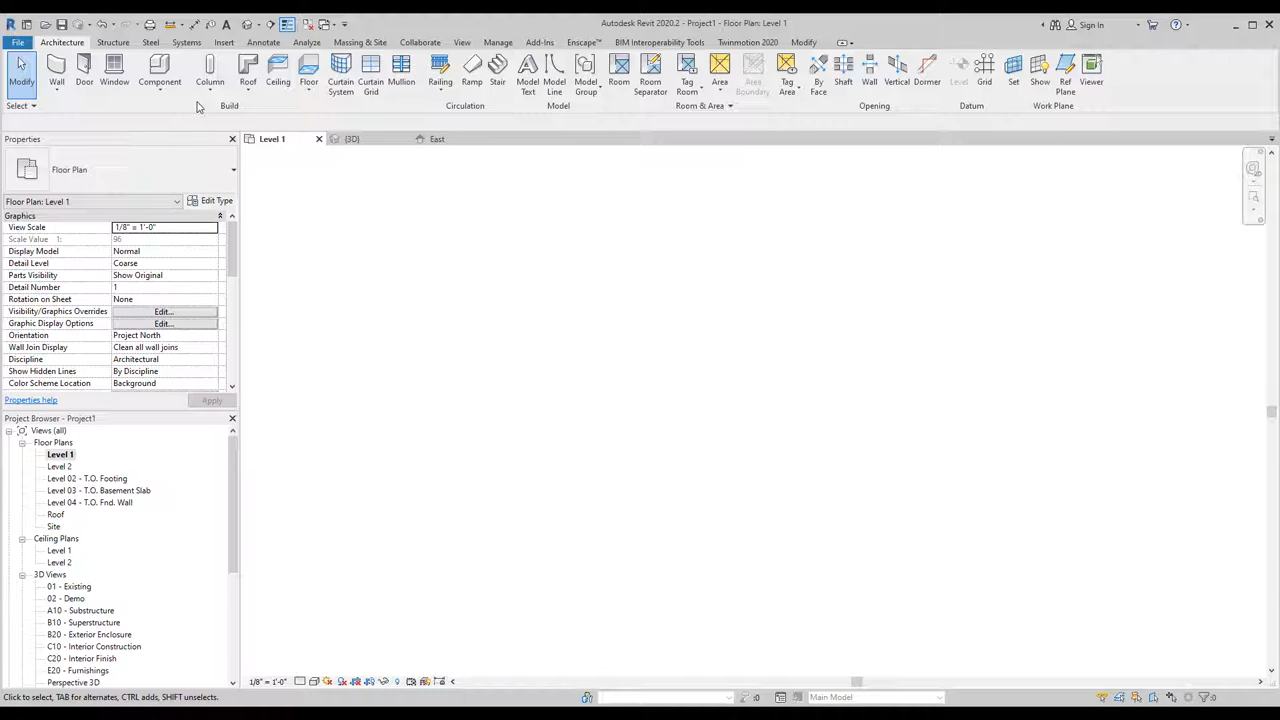 Autodesk Revit 2020.2 - Project1 - Floor Plan: Level 1
Sign In
File Architecture Structure Steel Systems Insert Annotate Analyze Massing & Site Collaborate View Manage Add-Ins Enscape™ BIM Interoperability Tools Twinmotion 2020 Modify
Modify Wall Door Window Component Column Roof Ceiling Floor Curtain System Curtain Grid Mullion Railing Ramp Stair Model Text Model Line Model Group Room Room Separator Tag Room Area Area Boundary Tag Area By Face Shaft Wall Vertical Dormer Level Grid Set Show Ref Plane Viewer
Select Build Circulation Model Room & Area Opening Datum Work Plane
Properties
Level 1 {3D} East
Floor Plan
Floor Plan: Level 1 Edit Type
Graphics
View Scale 1/8" = 1'-0"
Scale Value 1: 96
Display Model Normal
Detail Level Coarse
Parts Visibility Show Original
Detail Number 1
Rotation on Sheet None
Visibility/Graphics Overrides Edit...
Graphic Display Options Edit...
Orientation Project North
Wall Join Display Clean all wall joins
Discipline Architectural
Show Hidden Lines By Discipline
Color Scheme Location Background
Properties help Apply
Project Browser - Project1
Views (all)
Floor Plans
Level 1
Level 2
Level 02 - T.O. Footing
Level 03 - T.O. Basement Slab
Level 04 - T.O. Fnd. Wall
Roof
Site
Ceiling Plans
Level 1
Level 2
3D Views
01 - Existing
02 - Demo
A10 - Substructure
B10 - Superstructure
B20 - Exterior Enclosure
C10 - Interior Construction
C20 - Interior Finish
E20 - Furnishings
Perspective 3D
1/8" = 1'-0"
Click to select, TAB for alternates, CTRL adds, SHIFT unselects. :0 Main Model :0